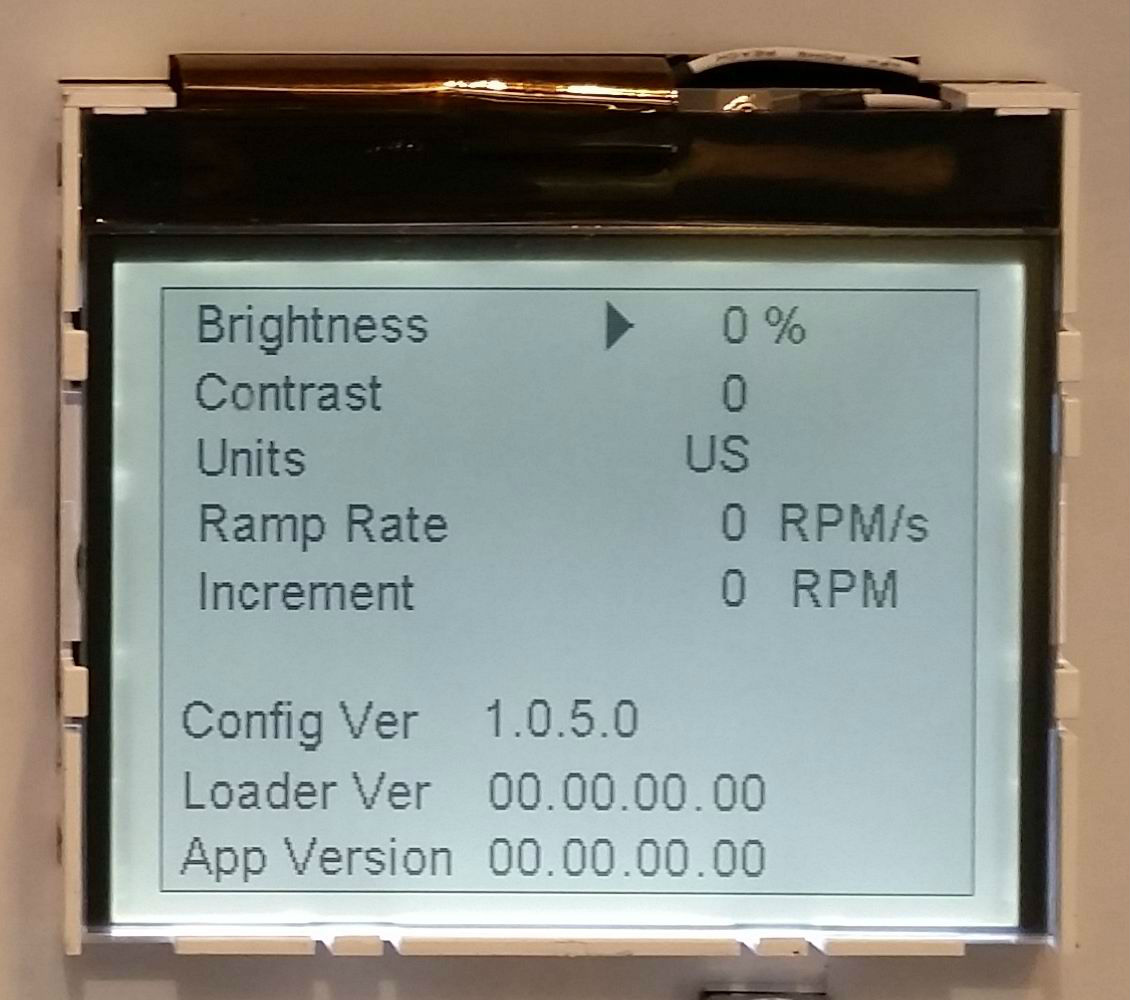 Brightness 0 %
Contrast 0
Units US
Ramp Rate 0 RPM/s
Increment 0 RPM
Config Ver 1.0.5.0
Loader Ver 00.00.00.00
App Version 00.00.00.00